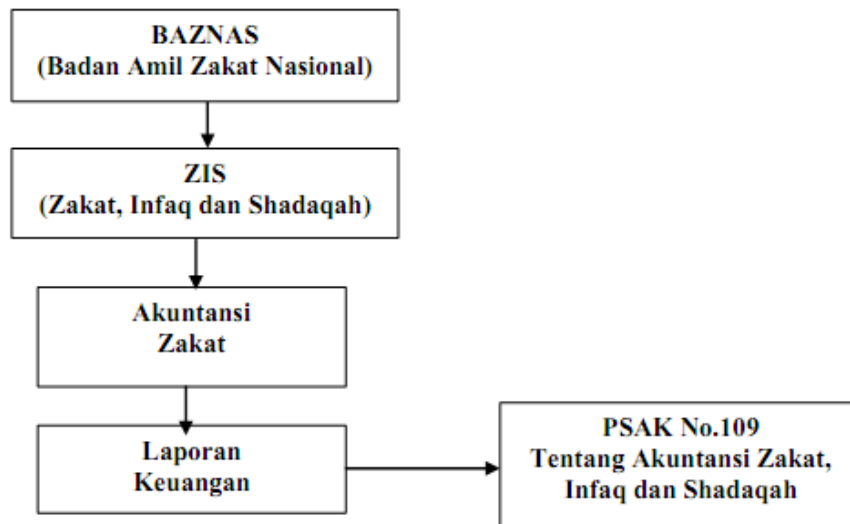 BAZNAS
(Badan Amil Zakat Nasional)
ZIS
(Zakat, Infaq dan Shadaqah)
Akuntansi
Zakat
Laporan
Keuangan
PSAK No.109
Tentang Akuntansi Zakat,
Infaq dan Shadaqah